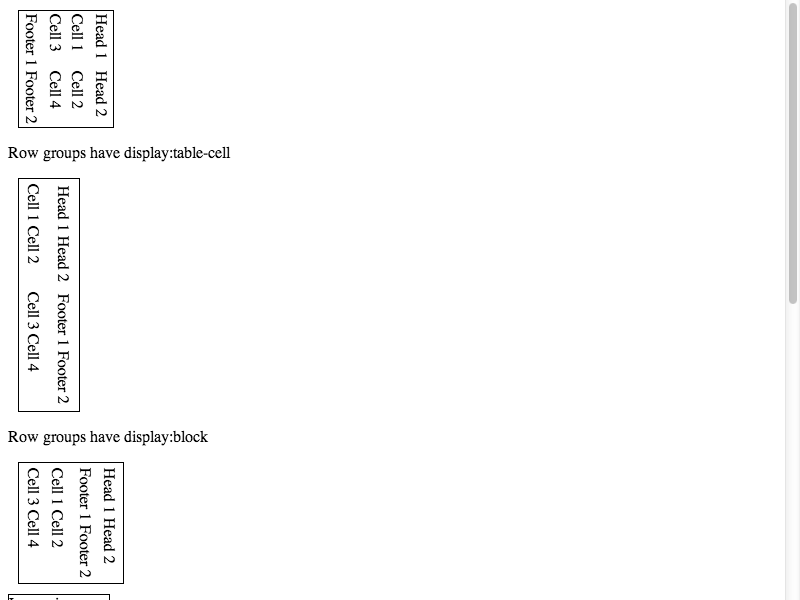 Head 1 Head 2
Cell 1 Cell 2
Cell 3 Cell 4
Footer 1 Footer 2
Row groups have display:table-cell
Head 1 Head 2 Footer 1 Footer 2
Cell 1 Cell 2 Cell 3 Cell 4
Row groups have display:block
Head 1 Head 2
Footer 1 Footer 2
Cell 1 Cell 2
Cell 3 Cell 4